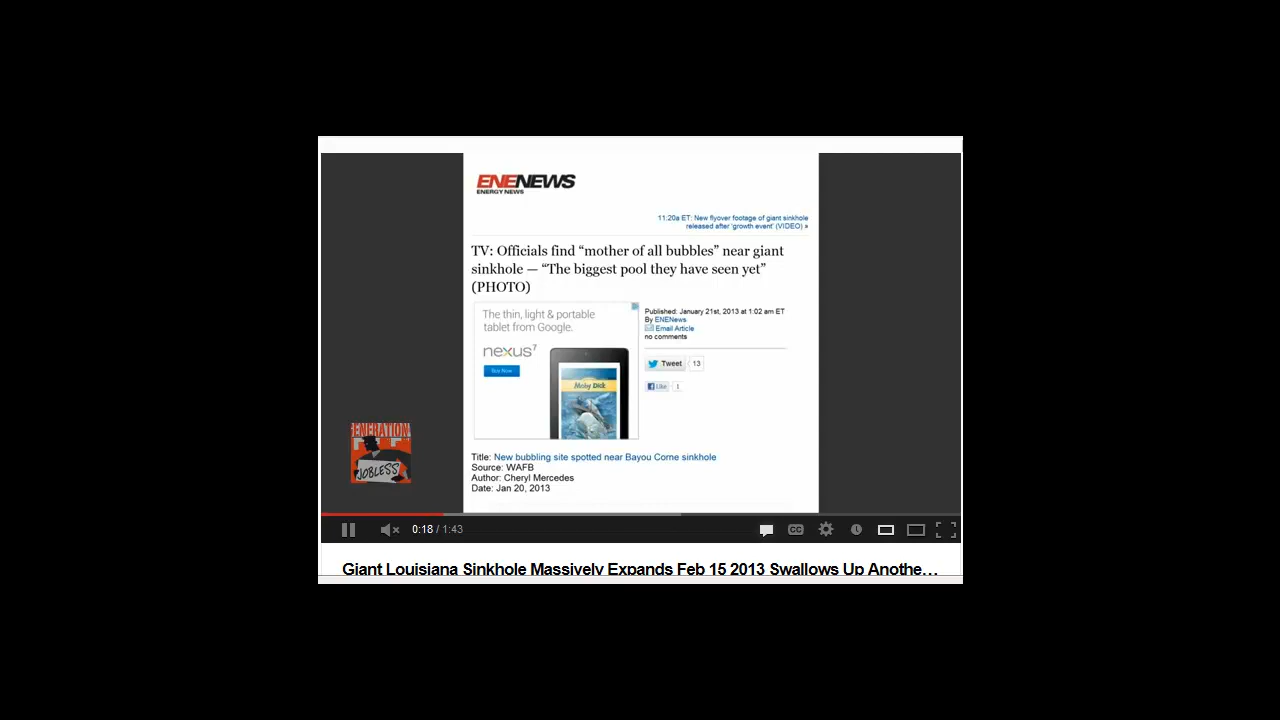 ENENEWS
ENERGY NEWS
11:20a ET: New flyover footage of giant sinkhole
released after 'growth event' (VIDEO) »
TV: Officials find “mother of all bubbles” near giant
sinkhole — “The biggest pool they have seen yet”
(PHOTO)
The thin, light & portable
tablet from Google.
nexus7
Buy Now
Moby Dick
Published: January 21st, 2013 at 1:02 am ET
By ENENews
Email Article
no comments
Tweet 13
Like 1
ENERATION
JOBLESS
Title: New bubbling site spotted near Bayou Corne sinkhole
Source: WAFB
Author: Cheryl Mercedes
Date: Jan 20, 2013
0:18 / 1:43
CC
Giant Louisiana Sinkhole Massively Expands Feb 15 2013 Swallows Up Anothe...